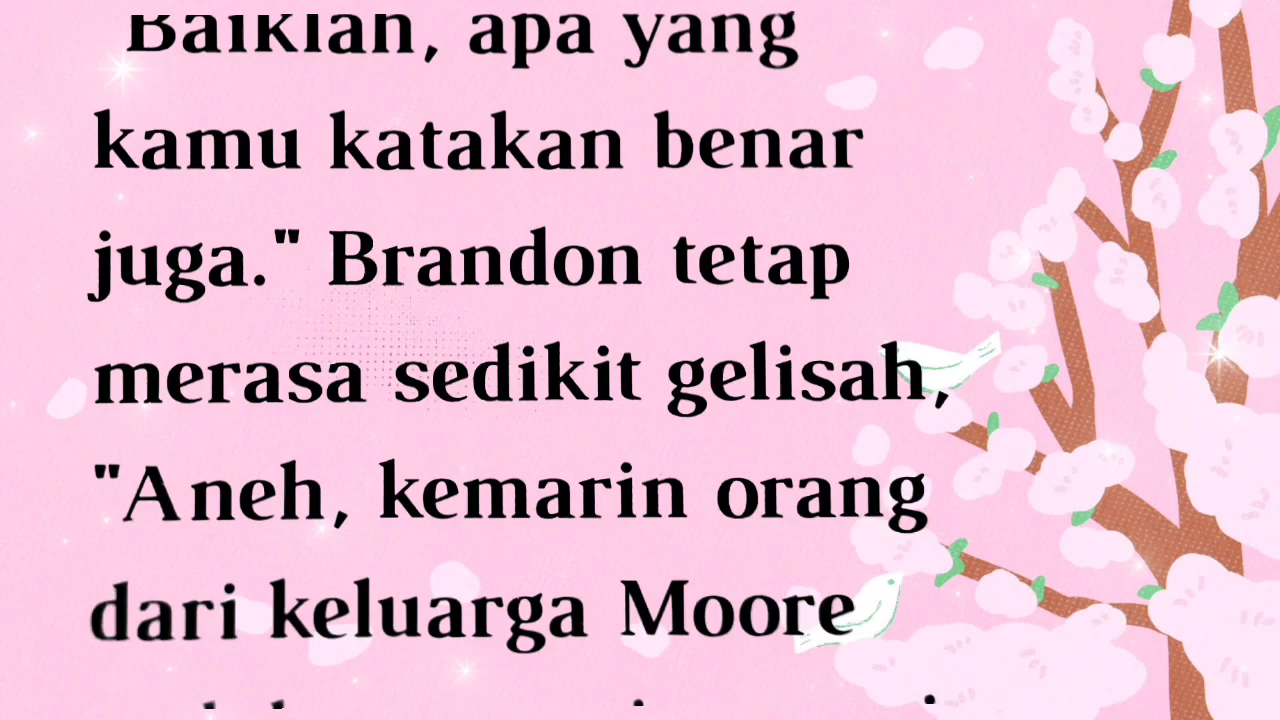 "Baiklah, apa yang
kamu katakan benar
juga." Brandon tetap
merasa sedikit gelisah,
"Aneh, kemarin orang
dari keluarga Moore